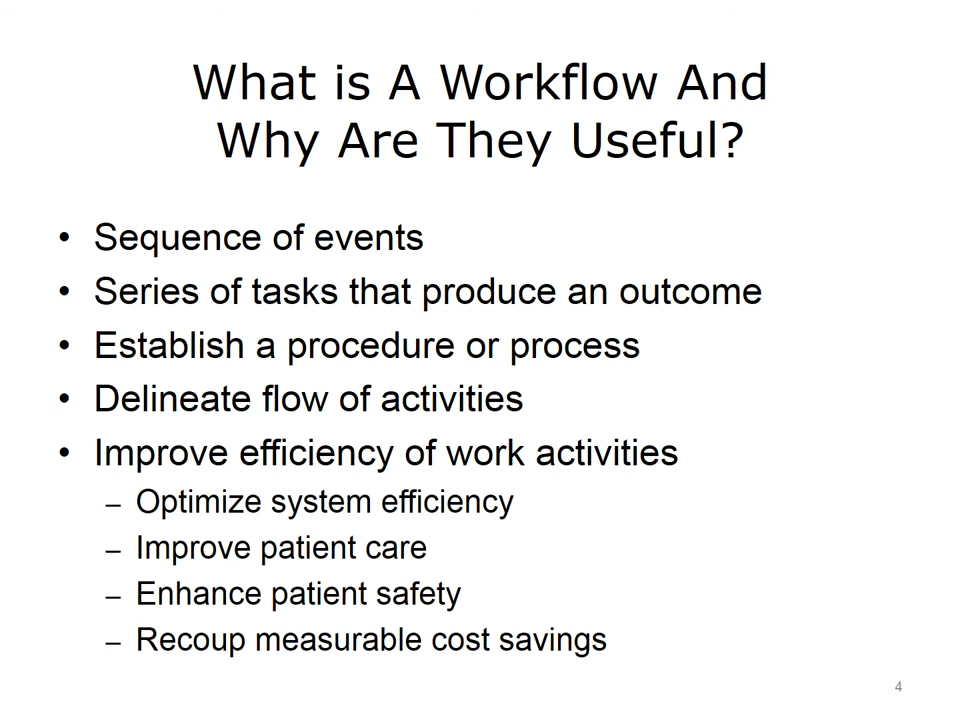 What is A Workflow And
Why Are They Useful?
• Sequence of events
• Series of tasks that produce an outcome
• Establish a procedure or process
• Delineate flow of activities
• Improve efficiency of work activities
– Optimize system efficiency
– Improve patient care
– Enhance patient safety
– Recoup measurable cost savings
4